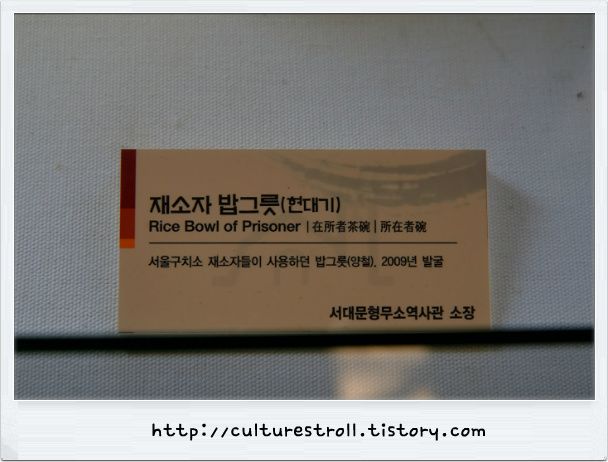 재소자 밥그릇(현대기)
Rice Bowl of Prisoner | 在所者茶碗 | 所在者碗
서울구치소 재소자들이 사용하던 밥그릇(양철). 2009년 발굴
서대문형무소역사관 소장
http://culturestroll.tistory.com